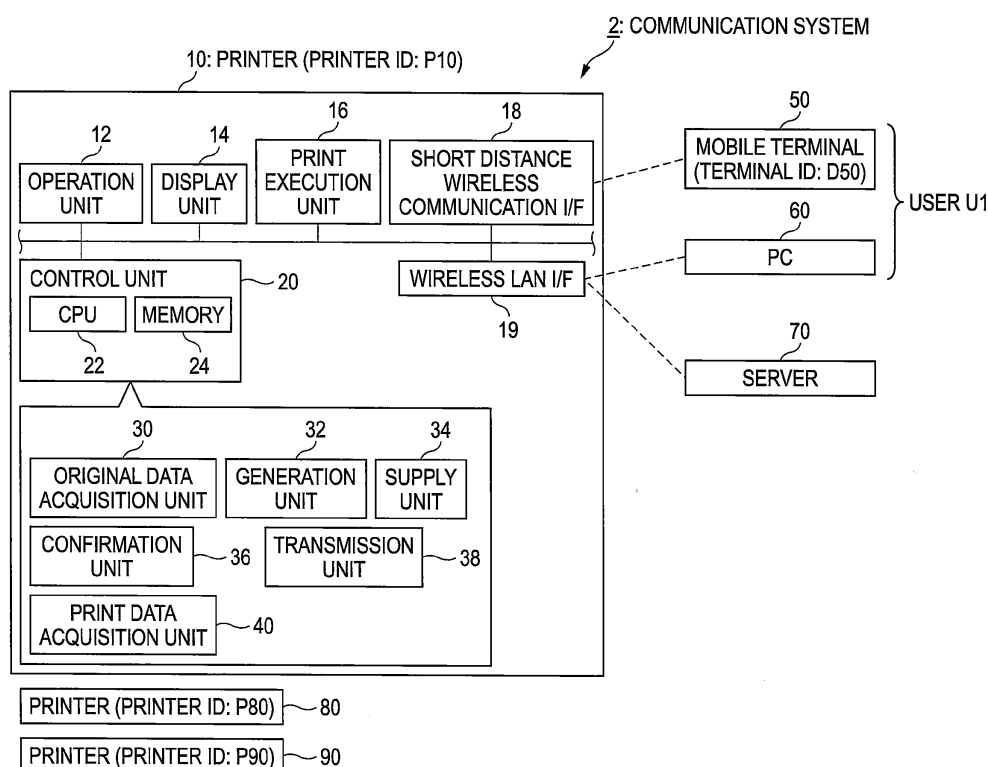 2: COMMUNICATION SYSTEM
10: PRINTER (PRINTER ID: P10)
12
14
16
18
50
OPERATION
UNIT
DISPLAY
UNIT
PRINT
EXECUTION
UNIT
SHORT DISTANCE
WIRELESS
COMMUNICATION I/F
MOBILE TERMINAL
(TERMINAL ID: D50)
USER U1
60
PC
CONTROL UNIT
20
CPU
MEMORY
22
24
WIRELESS LAN I/F
19
70
SERVER
30
32
34
ORIGINAL DATA
ACQUISITION UNIT
GENERATION
UNIT
SUPPLY
UNIT
CONFIRMATION
UNIT
36
TRANSMISSION
UNIT
38
PRINT DATA
ACQUISITION UNIT
40
PRINTER (PRINTER ID: P80)
80
PRINTER (PRINTER ID: P90)
90